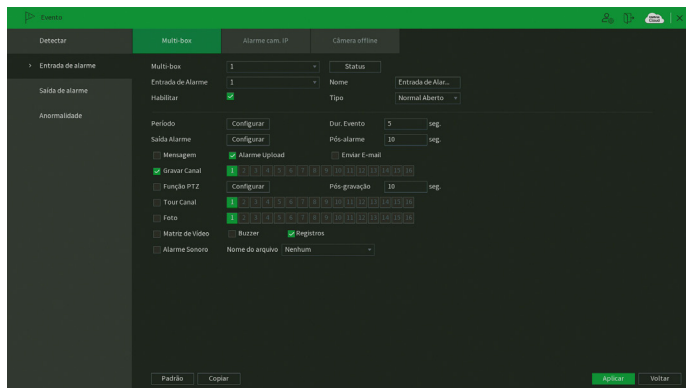 Evento
Detectar
Multi-box Alarme cam. IP Câmera offline
Entrada de alarme
Saída de alarme
Anormalidade
Multi-box 1 Status
Entrada de Alarme 1 Nome Entrada de Alar...
Habilitar Tipo Normal Aberto
Período Configurar Dur. Evento 5 seg.
Saída Alarme Configurar Pós-alarme 10 seg.
Mensagem Alarme Upload Enviar E-mail
Gravar Canal 1 2 3 4 5 6 7 8 9 10 11 12 13 14 15 16
Função PTZ Configurar Pós-gravação 10 seg.
Tour Canal 1 2 3 4 5 6 7 8 9 10 11 12 13 14 15 16
Foto 1 2 3 4 5 6 7 8 9 10 11 12 13 14 15 16
Matriz de Vídeo Buzzer Registros
Alarme Sonoro Nome do arquivo Nenhum
Padrão Copiar Aplicar Voltar